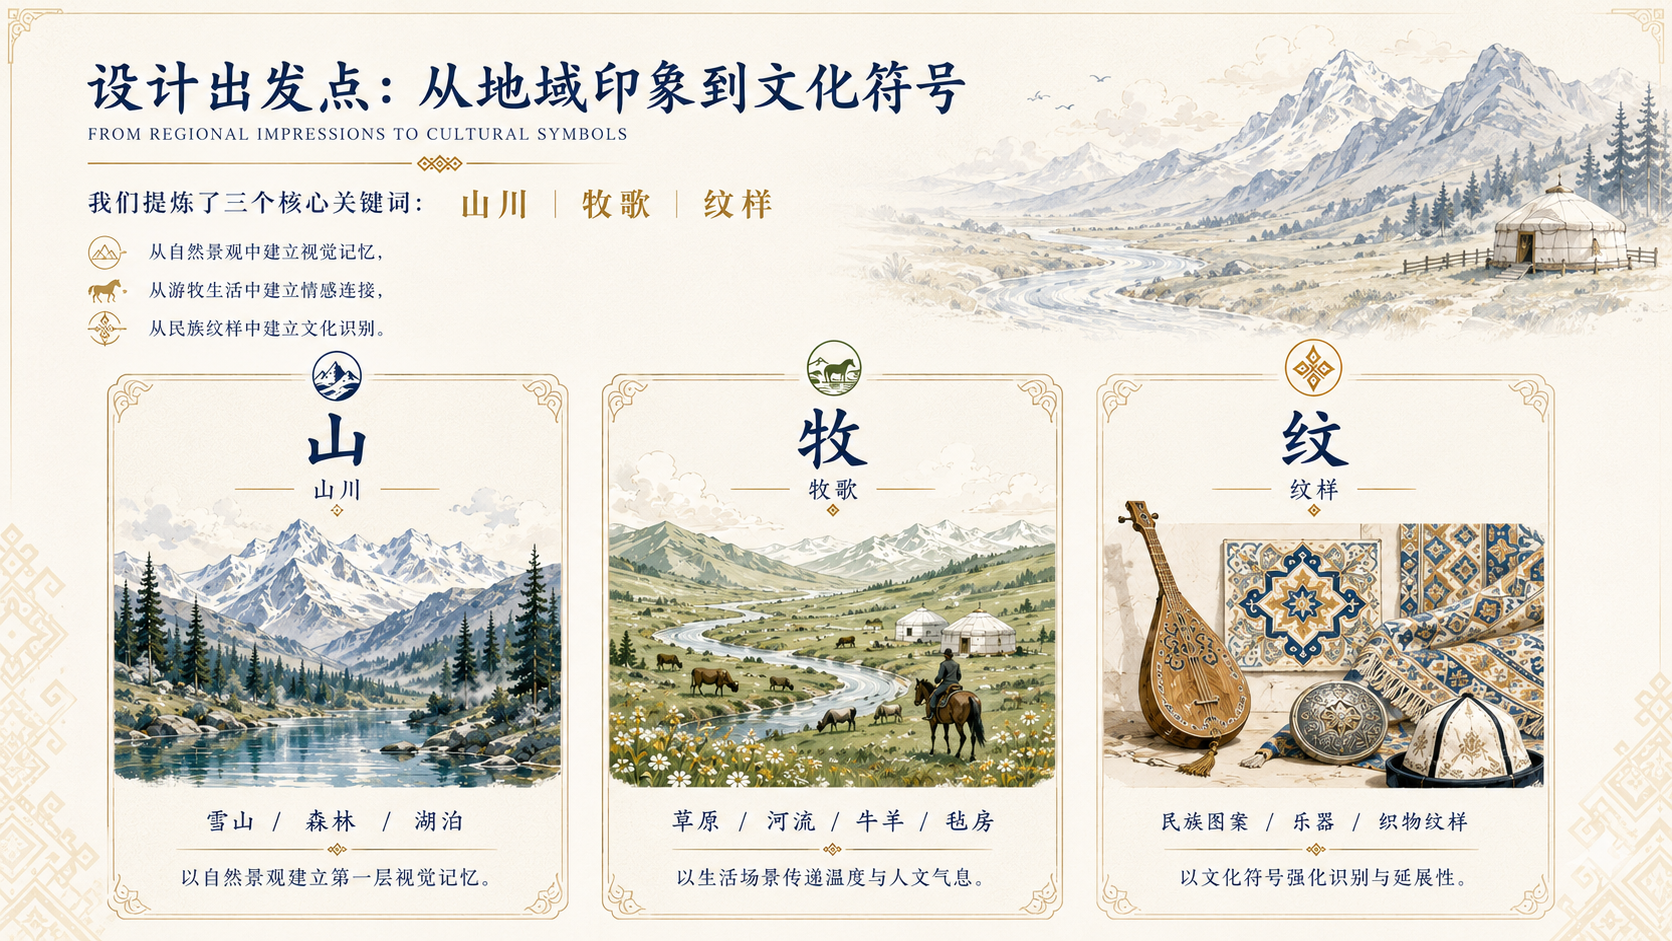 设计出发点：从地域印象到文化符号
FROM REGIONAL IMPRESSIONS TO CULTURAL SYMBOLS
我们提炼了三个核心关键词： 山川 | 牧歌 | 纹样
从自然景观中建立视觉记忆，
从游牧生活中建立情感连接，
从民族纹样中建立文化识别。
山
山川
雪山 / 森林 / 湖泊
以自然景观建立第一层视觉记忆。
牧
牧歌
草原 / 河流 / 牛羊 / 毡房
以生活场景传递温度与人文气息。
纹
纹样
民族图案 / 乐器 / 织物纹样
以文化符号强化识别与延展性。